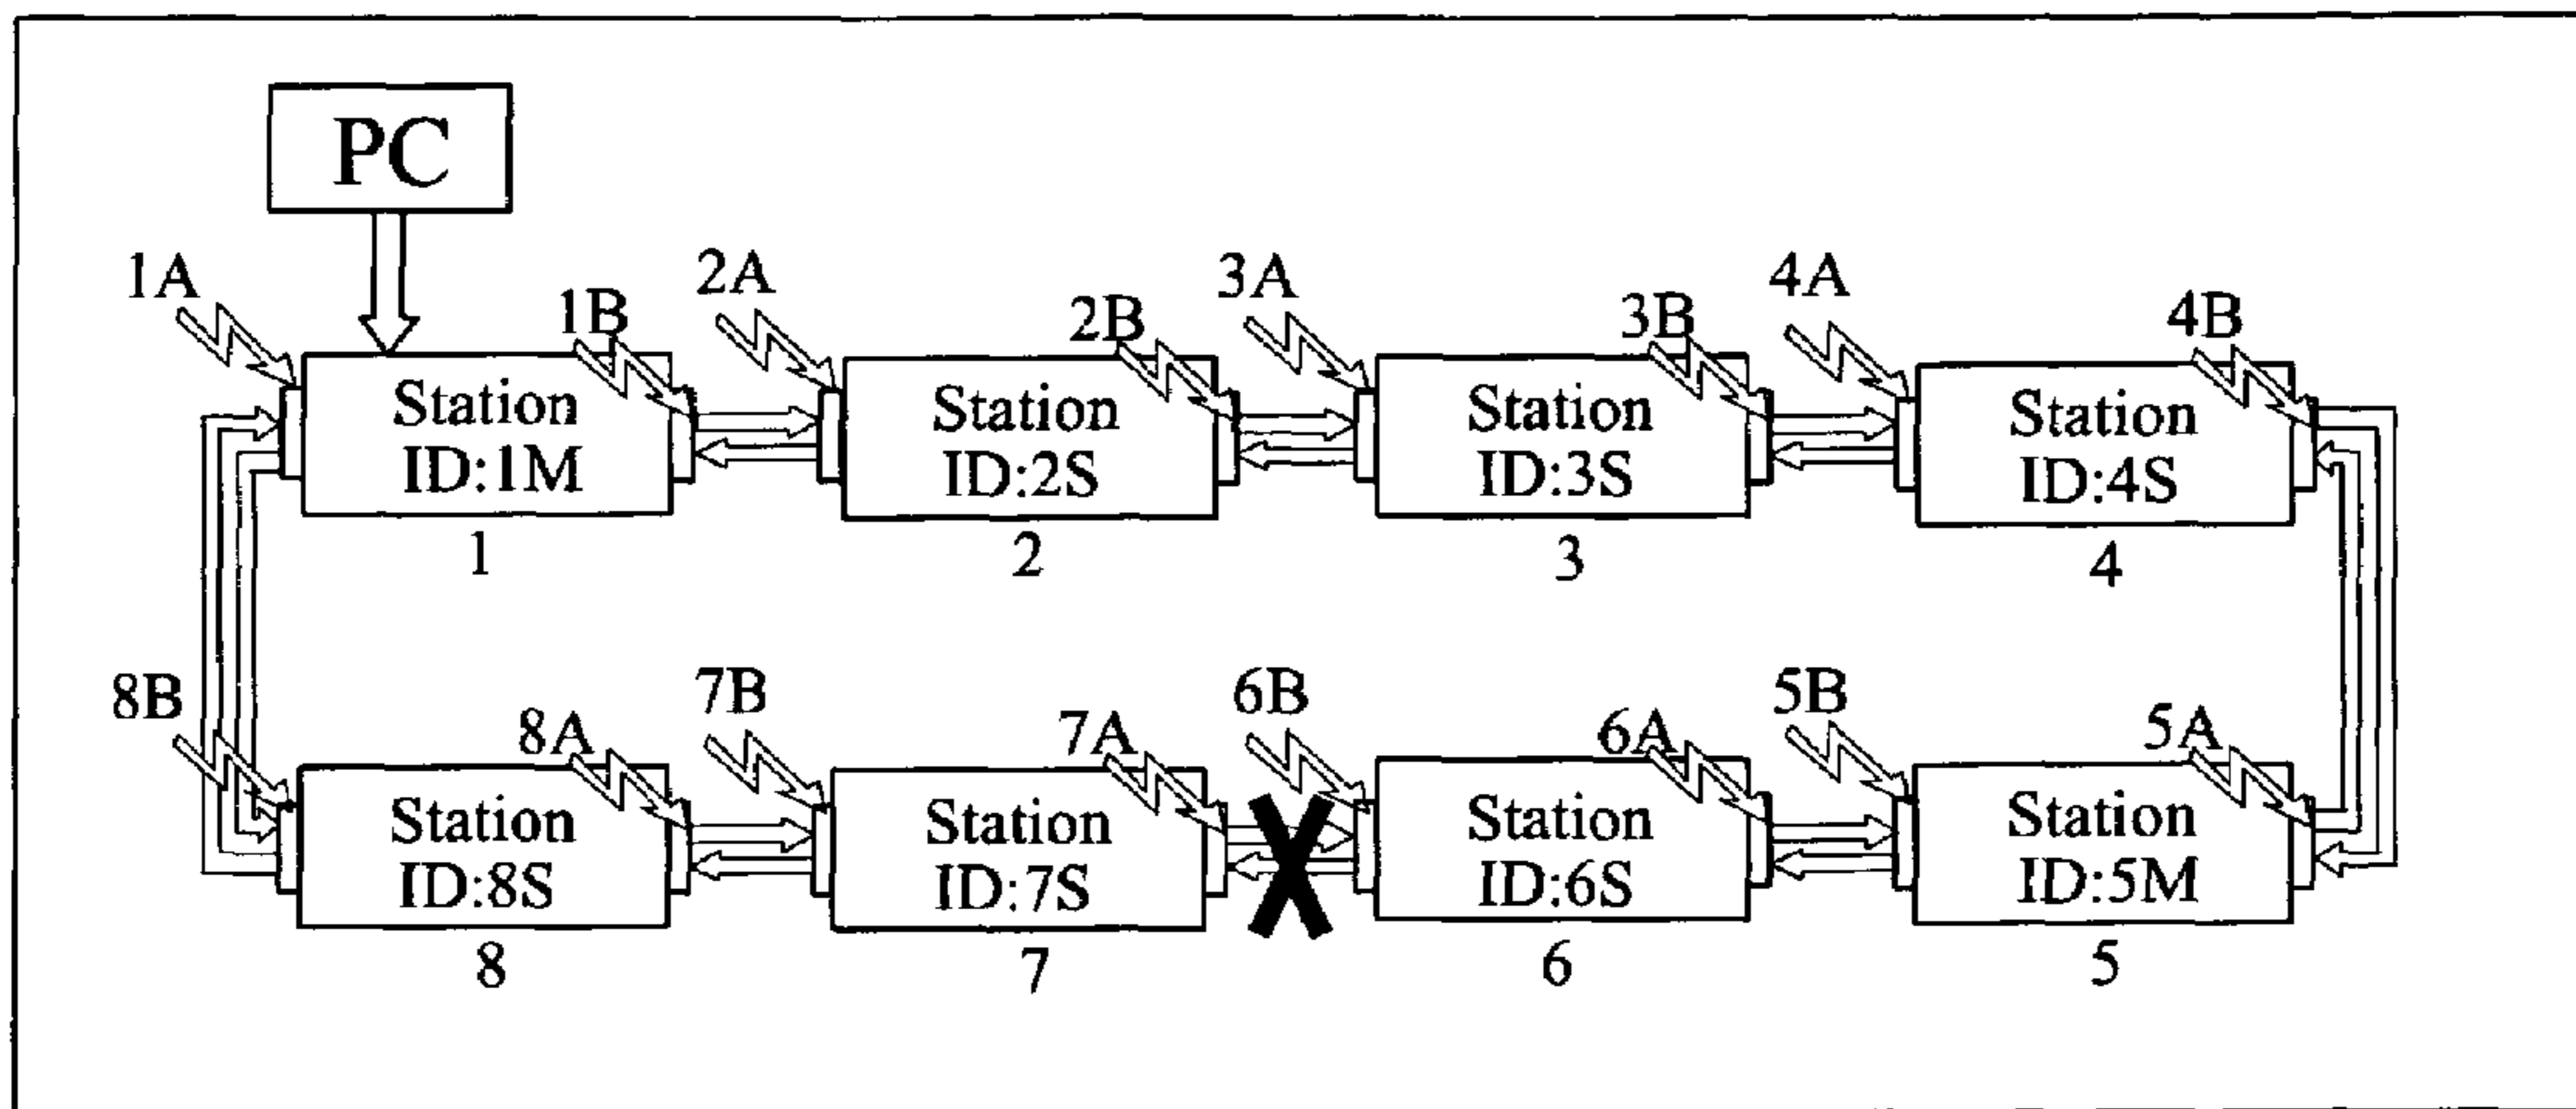 PC
1A
1B
2A
2B
3A
3B
4A
4B
Station
ID:1M
Station
ID:2S
Station
ID:3S
Station
ID:4S
1
2
3
4
8B
8A
7B
7A
6B
6A
5B
5A
Station
ID:8S
Station
ID:7S
Station
ID:6S
Station
ID:5M
8
7
6
5